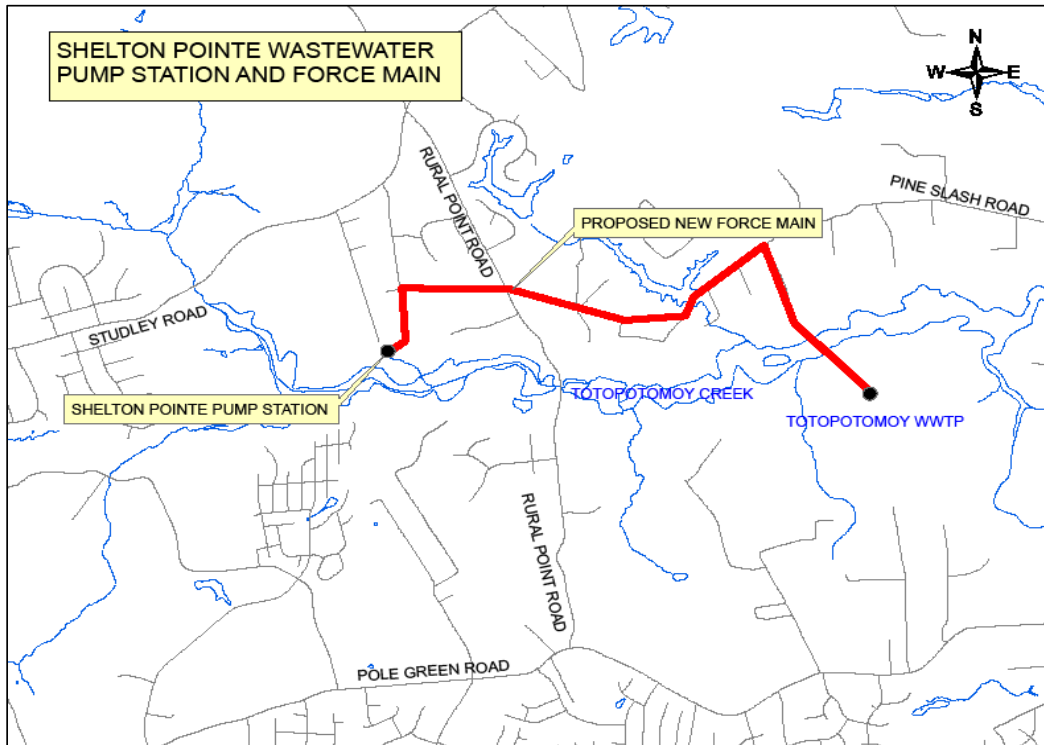 SHELTON POINTE WASTEWATER
PUMP STATION AND FORCE MAIN
N
W E
S
RURAL POINT ROAD
PINE SLASH ROAD
PROPOSED NEW FORCE MAIN
STUDLEY ROAD
SHELTON POINTE PUMP STATION
TOTOPOTOMOY CREEK
TOTOPOTOMOY WWTP
RURAL POINT ROAD
POLE GREEN ROAD